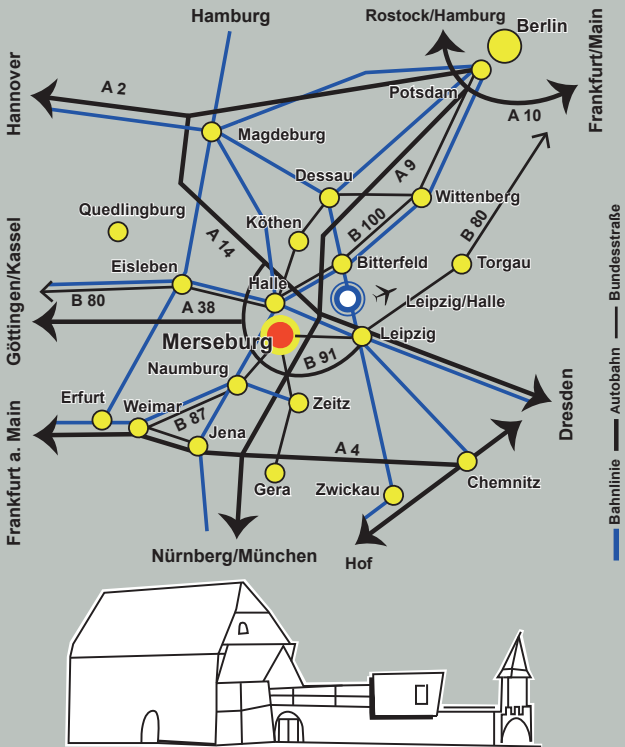 Hamburg
Rostock/Hamburg
Berlin
Hannover
Frankfurt/Main
A 2
Potsdam
A 10
Magdeburg
Dessau
A 9
Wittenberg
Quedlingburg
Köthen
B 100
B 80
A 14
Eisleben
Halle
Bitterfeld
Torgau
Göttingen/Kassel
B 80
A 38
Leipzig/Halle
Merseburg
B 91
Leipzig
Naumburg
Erfurt
Weimar
B 87
Zeitz
Dresden
Jena
A 4
Frankfurt a. Main
Gera
Zwickau
Chemnitz
Nürnberg/München
Hof
Bahnlinie
Autobahn
Bundesstraße